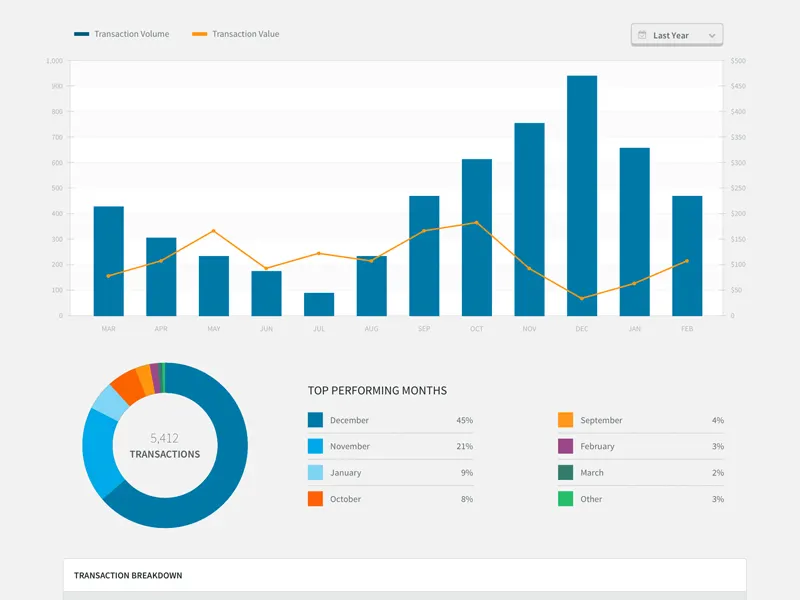 Transaction Volume Transaction Value Last Year
1,000 $500
900 $450
800 $400
700 $350
600 $300
500 $250
400 $200
300 $150
200 $100
100 $50
0 0
MAR APR MAY JUN JUL AUG SEP OCT NOV DEC JAN FEB
5,412
TRANSACTIONS
TOP PERFORMING MONTHS
December 45% September 4%
November 21% February 3%
January 9% March 2%
October 8% Other 3%
TRANSACTION BREAKDOWN